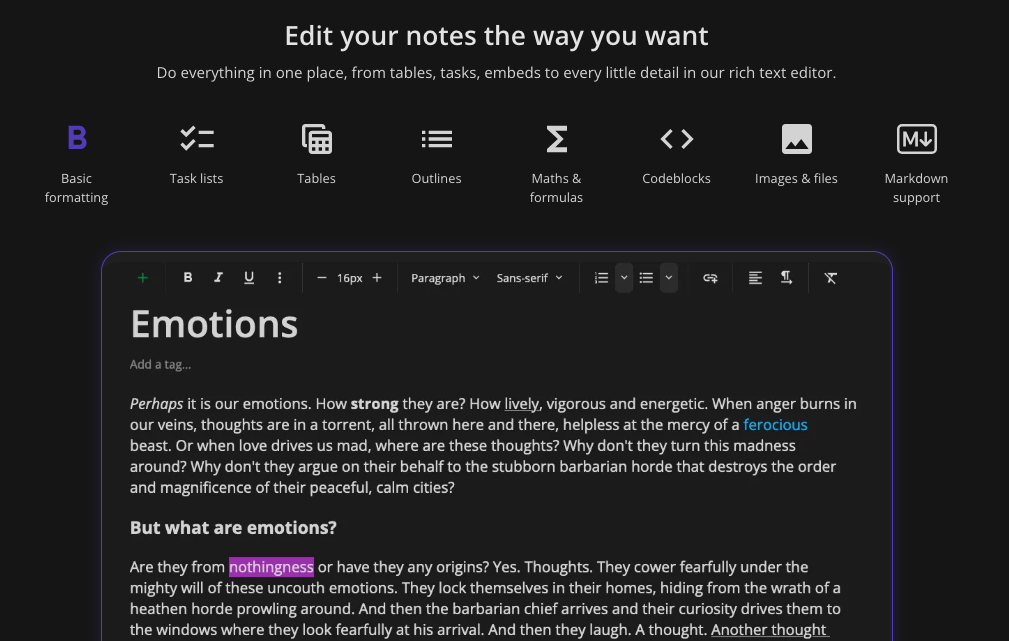 Edit your notes the way you want
Do everything in one place, from tables, tasks, embeds to every little detail in our rich text editor.
B
Σ
M
Basic
formatting
Task lists
Tables
Outlines
Maths &
formulas
Codeblocks
Images & files
Markdown
support
+ B I U − 16px + Paragraph Sans-serif
Emotions
Add a tag...
Perhaps it is our emotions. How strong they are? How lively, vigorous and energetic. When anger burns in
our veins, thoughts are in a torrent, all thrown here and there, helpless at the mercy of a ferocious
beast. Or when love drives us mad, where are these thoughts? Why don't they turn this madness
around? Why don't they argue on their behalf to the stubborn barbarian horde that destroys the order
and magnificence of their peaceful, calm cities?
But what are emotions?
Are they from nothingness or have they any origins? Yes. Thoughts. They cower fearfully under the
mighty will of these uncouth emotions. They lock themselves in their homes, hiding from the wrath of a
heathen horde prowling around. And then the barbarian chief arrives and their curiosity drives them to
the windows where they look fearfully at his arrival. And then they laugh. A thought. Another thought